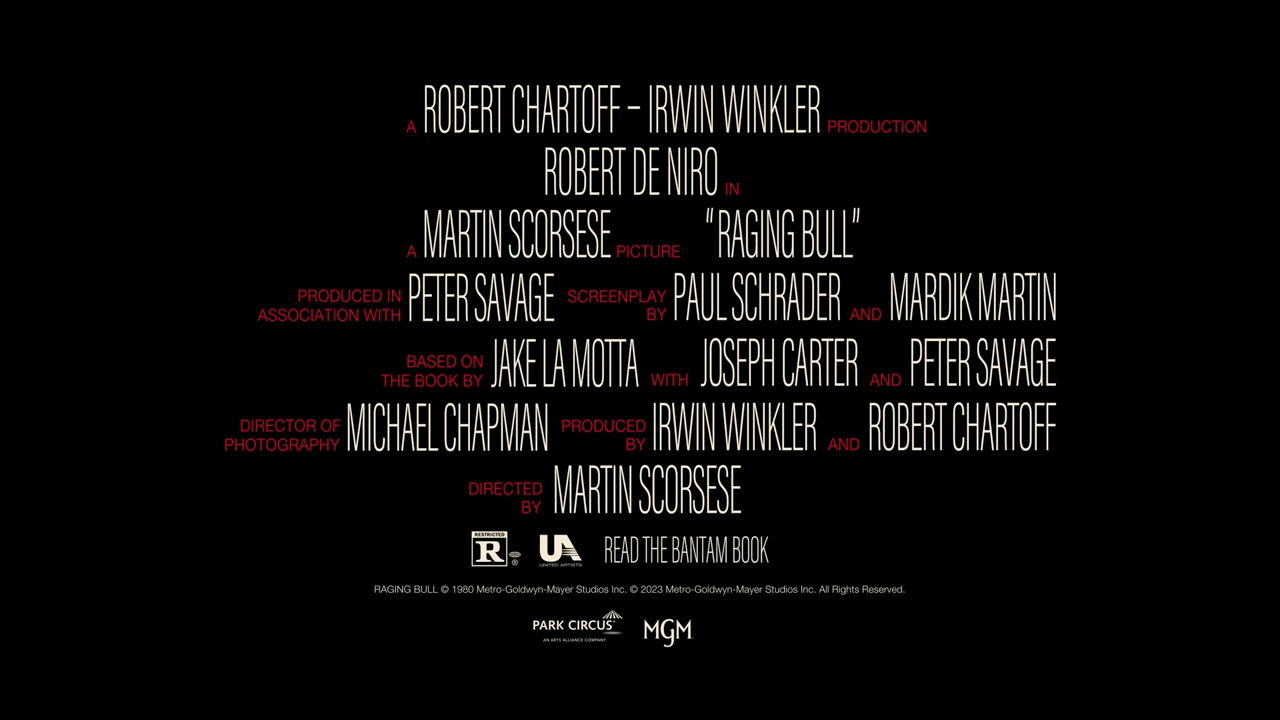 A ROBERT CHARTOFF – IRWIN WINKLER PRODUCTION
ROBERT DE NIRO IN
A MARTIN SCORSESE PICTURE "RAGING BULL"
PRODUCED IN ASSOCIATION WITH PETER SAVAGE SCREENPLAY BY PAUL SCHRADER AND MARDIK MARTIN
BASED ON THE BOOK BY JAKE LA MOTTA WITH JOSEPH CARTER AND PETER SAVAGE
DIRECTOR OF PHOTOGRAPHY MICHAEL CHAPMAN PRODUCED BY IRWIN WINKLER AND ROBERT CHARTOFF
DIRECTED BY MARTIN SCORSESE
RESTRICTED
R ® UA READ THE BANTAM BOOK
UNITED ARTISTS
RAGING BULL © 1980 Metro-Goldwyn-Mayer Studios Inc. © 2023 Metro-Goldwyn-Mayer Studios Inc. All Rights Reserved.
PARK CIRCUS MGM
AN ARTS ALLIANCE COMPANY